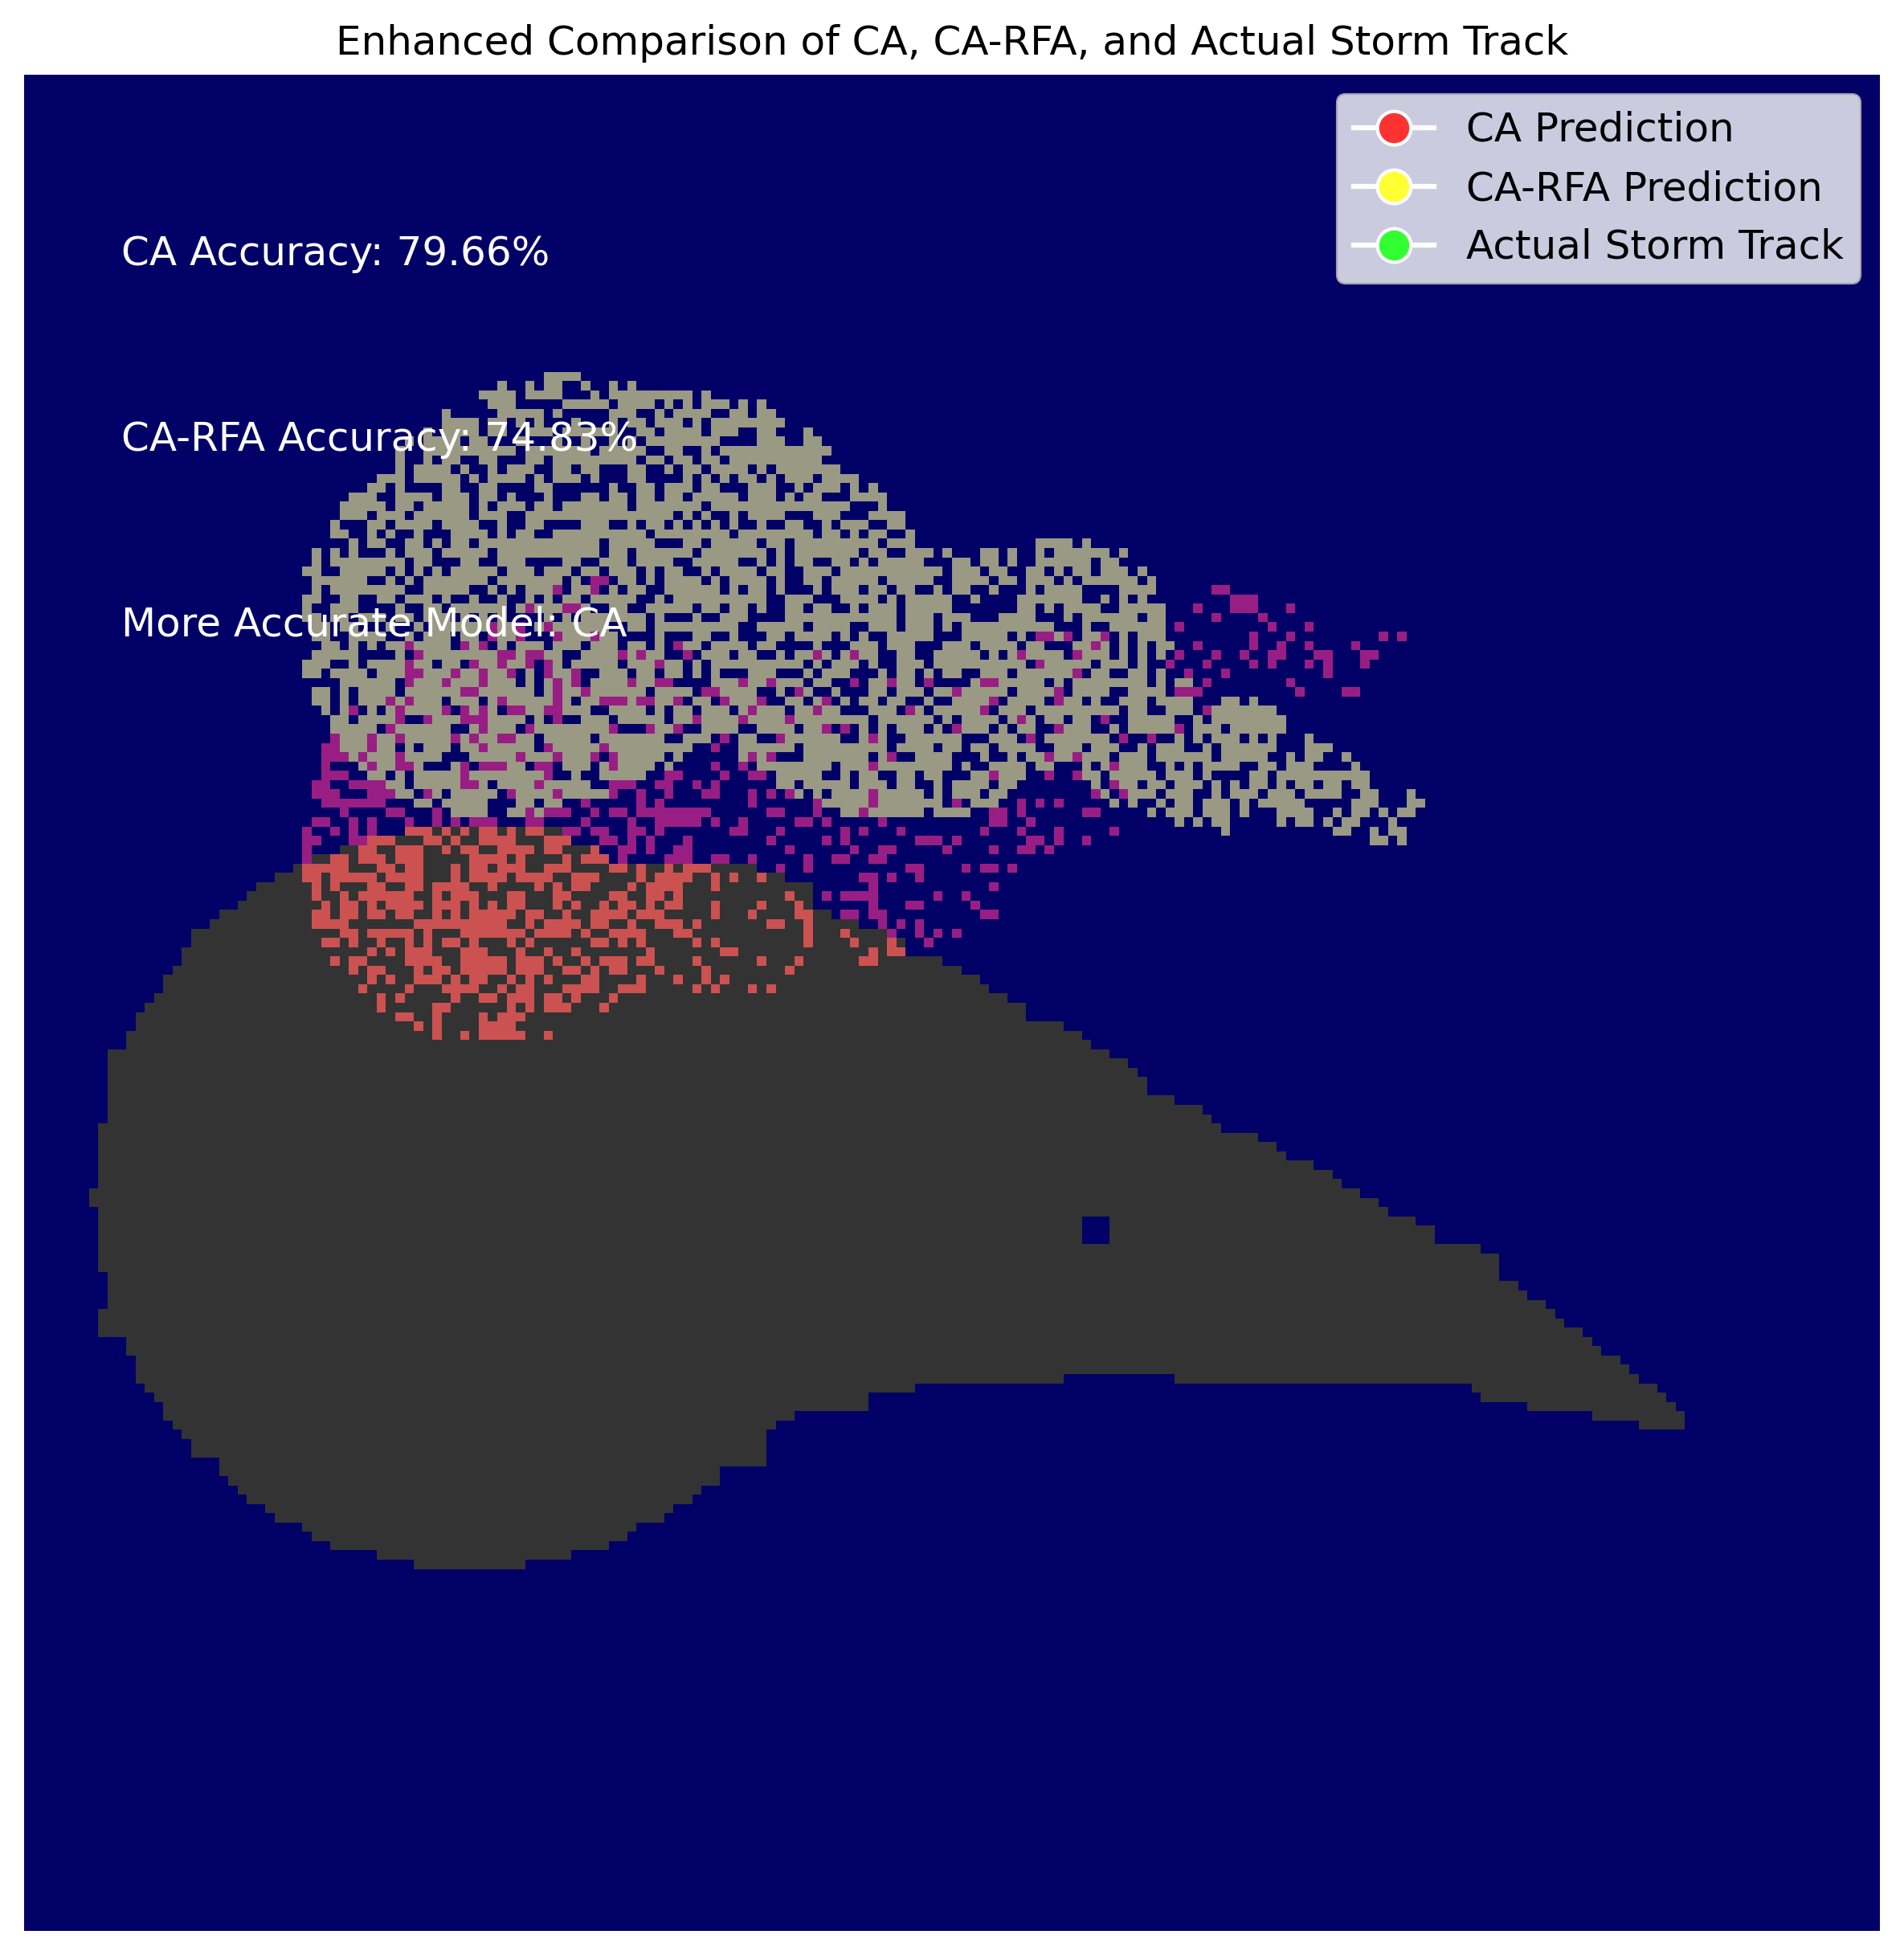 Enhanced Comparison of CA, CA-RFA, and Actual Storm Track
CA Prediction
CA-RFA Prediction
Actual Storm Track
CA Accuracy: 79.66%
CA-RFA Accuracy: 74.83%
More Accurate Model: CA